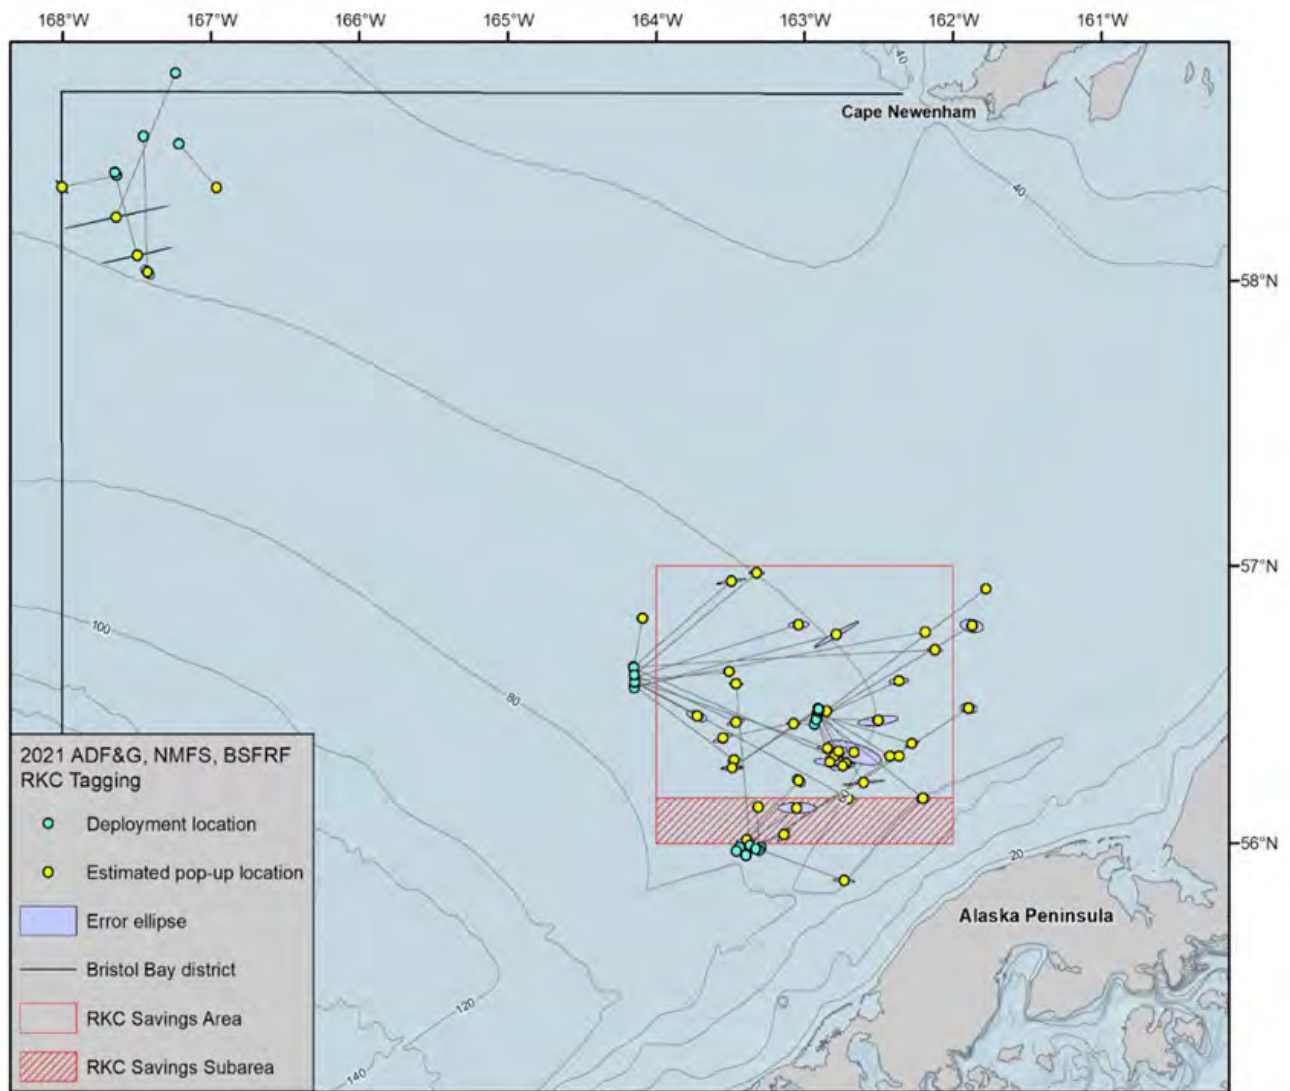 168°W 167°W 166°W 165°W 164°W 163°W 162°W 161°W
40
Cape Newenham
40
58°N
57°N
100
80
60
56°N
20
Alaska Peninsula
0
120
140
2021 ADF&G, NMFS, BSFRF
RKC Tagging
Deployment location
Estimated pop-up location
Error ellipse
Bristol Bay district
RKC Savings Area
RKC Savings Subarea